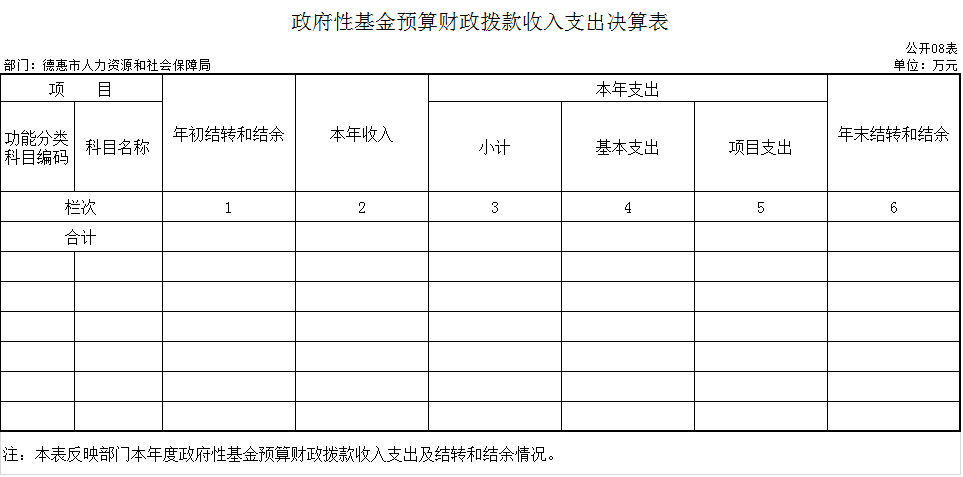 政府性基金预算财政拨款收入支出决算表
公开08表
部门：德惠市人力资源和社会保障局
单位：万元
项 目
年初结转和结余
本年收入
本年支出
年末结转和结余
功能分类
科目编码
科目名称
小计
基本支出
项目支出
栏次 1 2 3 4 5 6
合计
注：本表反映部门本年度政府性基金预算财政拨款收入支出及结转和结余情况。